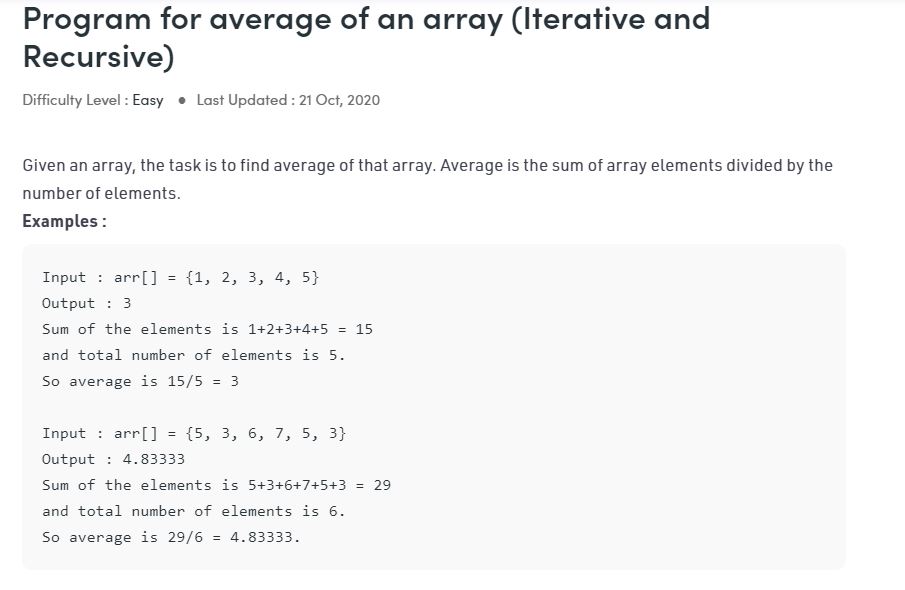 Program for average of an array (Iterative and
Recursive)
Difficulty Level : Easy ● Last Updated : 21 Oct, 2020
Given an array, the task is to find average of that array. Average is the sum of array elements divided by the
number of elements.
Examples :
Input : arr[] = {1, 2, 3, 4, 5}
Output : 3
Sum of the elements is 1+2+3+4+5 = 15
and total number of elements is 5.
So average is 15/5 = 3
Input : arr[] = {5, 3, 6, 7, 5, 3}
Output : 4.83333
Sum of the elements is 5+3+6+7+5+3 = 29
and total number of elements is 6.
So average is 29/6 = 4.83333.